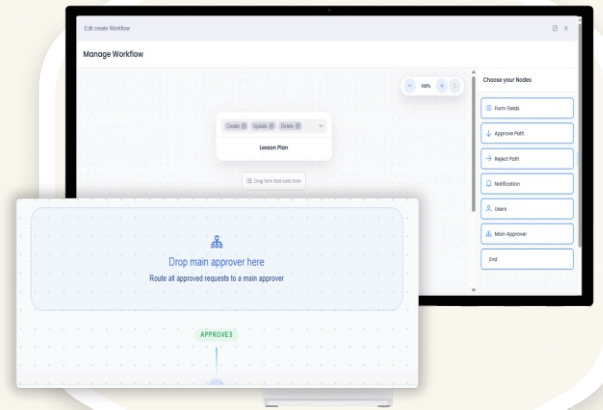 Edit create Workflow
Manage Workflow
100%
Create
Update
Delete
Lesson Plan
Drag form field node here
Choose your Nodes
Form Fields
Approve Path
Reject Path
Notification
Users
Main Approver
End
Drop main approver here
Route all approved requests to a main approver
APPROVES